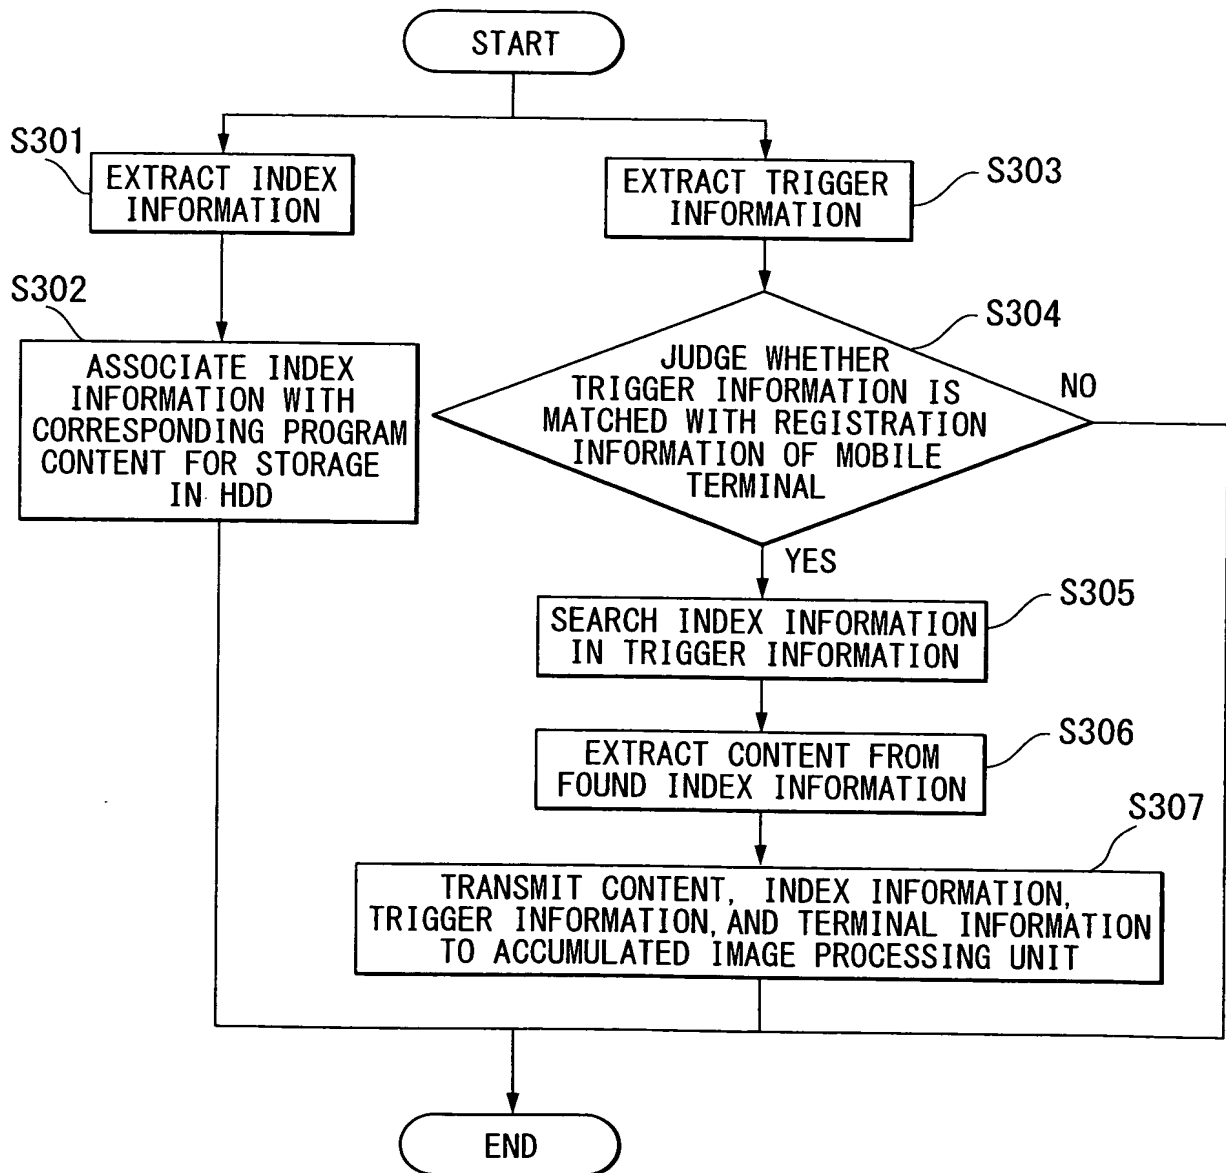 START
S301
EXTRACT INDEX
INFORMATION
S302
ASSOCIATE INDEX
INFORMATION WITH
CORRESPONDING PROGRAM
CONTENT FOR STORAGE
IN HDD
EXTRACT TRIGGER
INFORMATION
S303
S304
JUDGE WHETHER
TRIGGER INFORMATION IS
MATCHED WITH REGISTRATION
INFORMATION OF MOBILE
TERMINAL
NO
YES
S305
SEARCH INDEX INFORMATION
IN TRIGGER INFORMATION
S306
EXTRACT CONTENT FROM
FOUND INDEX INFORMATION
S307
TRANSMIT CONTENT, INDEX INFORMATION,
TRIGGER INFORMATION, AND TERMINAL INFORMATION
TO ACCUMULATED IMAGE PROCESSING UNIT
END